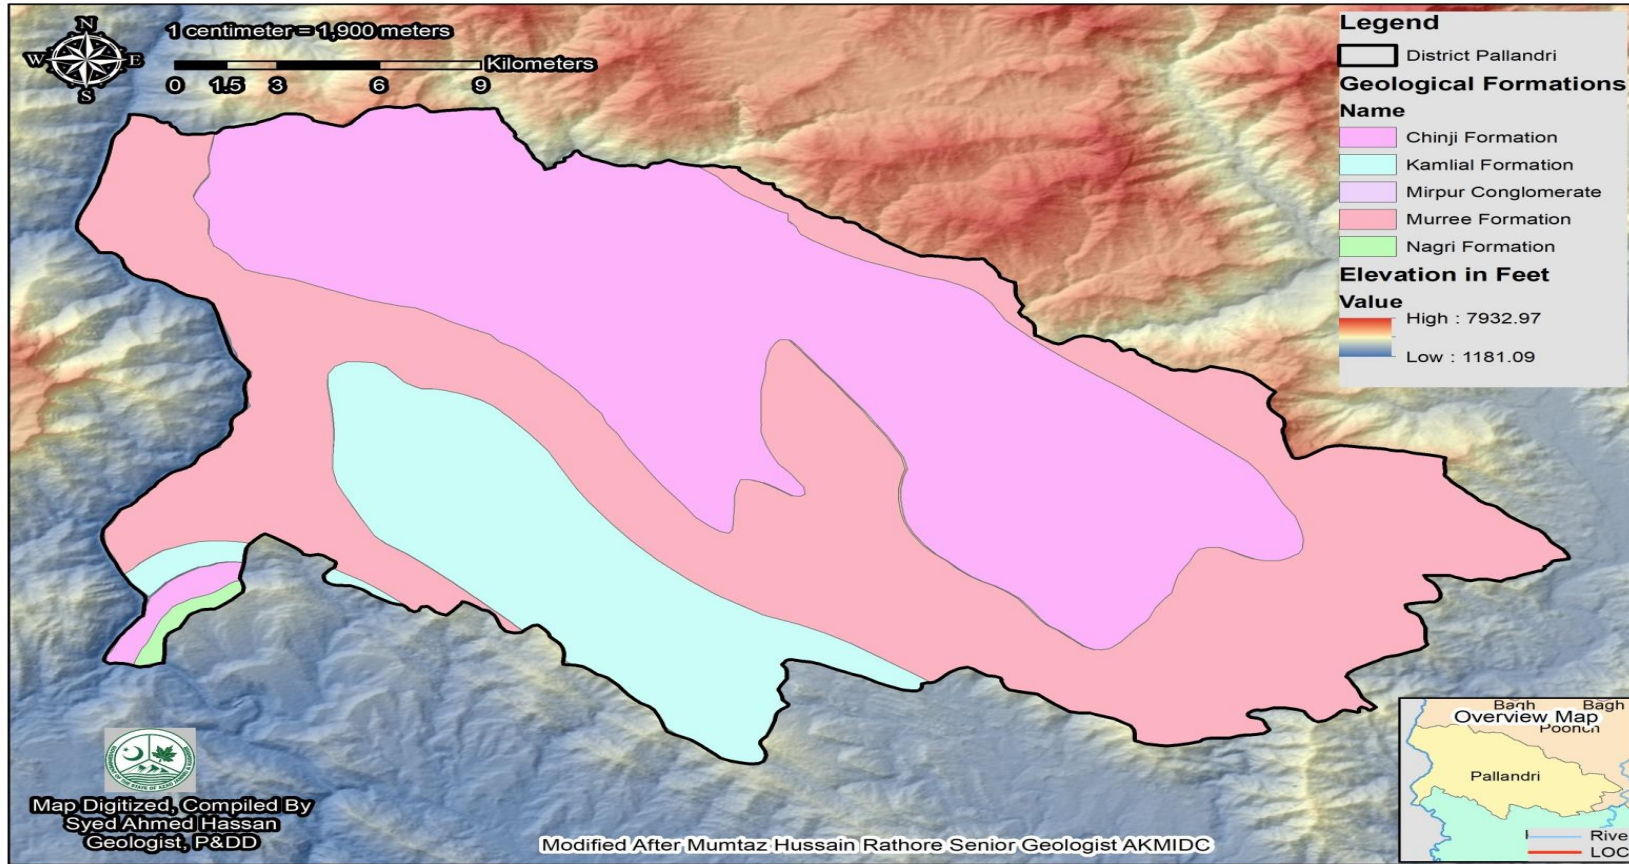 N
W E
S
1 centimeter = 1,900 meters
Kilometers
0 1.5 3 6 9
Legend
District Pallandri
Geological Formations
Name
Chinji Formation
Kamlial Formation
Mirpur Conglomerate
Murree Formation
Nagri Formation
Elevation in Feet
Value
High : 7932.97
Low : 1181.09
Map Digitized, Compiled By
Syed Ahmed Hassan
Geologist, P&DD
Modified After Mumtaz Hussain Rathore Senior Geologist AKMIDC
Bagh Bagh
Overview Map
Poonch
Pallandri
Rive
LOC